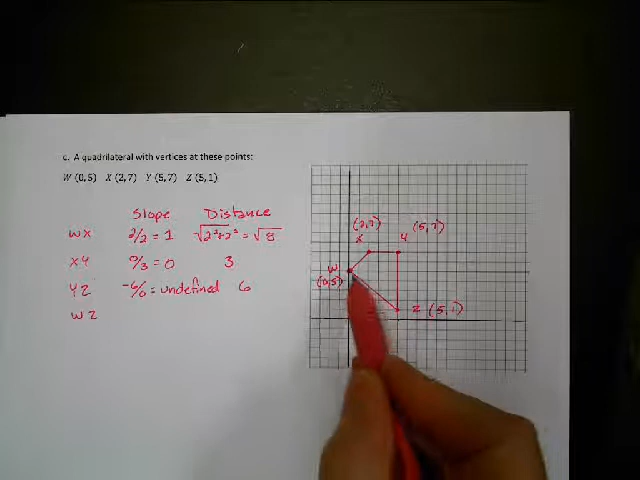 c. A quadrilateral with vertices at these points:
W (0,5) X (2,7) Y (5,7) Z (5,1)
Slope Distance
WX 2/2 = 1 √2²+2² = √8
XY 0/3 = 0 3
YZ -6/0 = undefined 6
WZ
(2,7) (5,7)
X Y
W
(0,5)
Z (5,1)